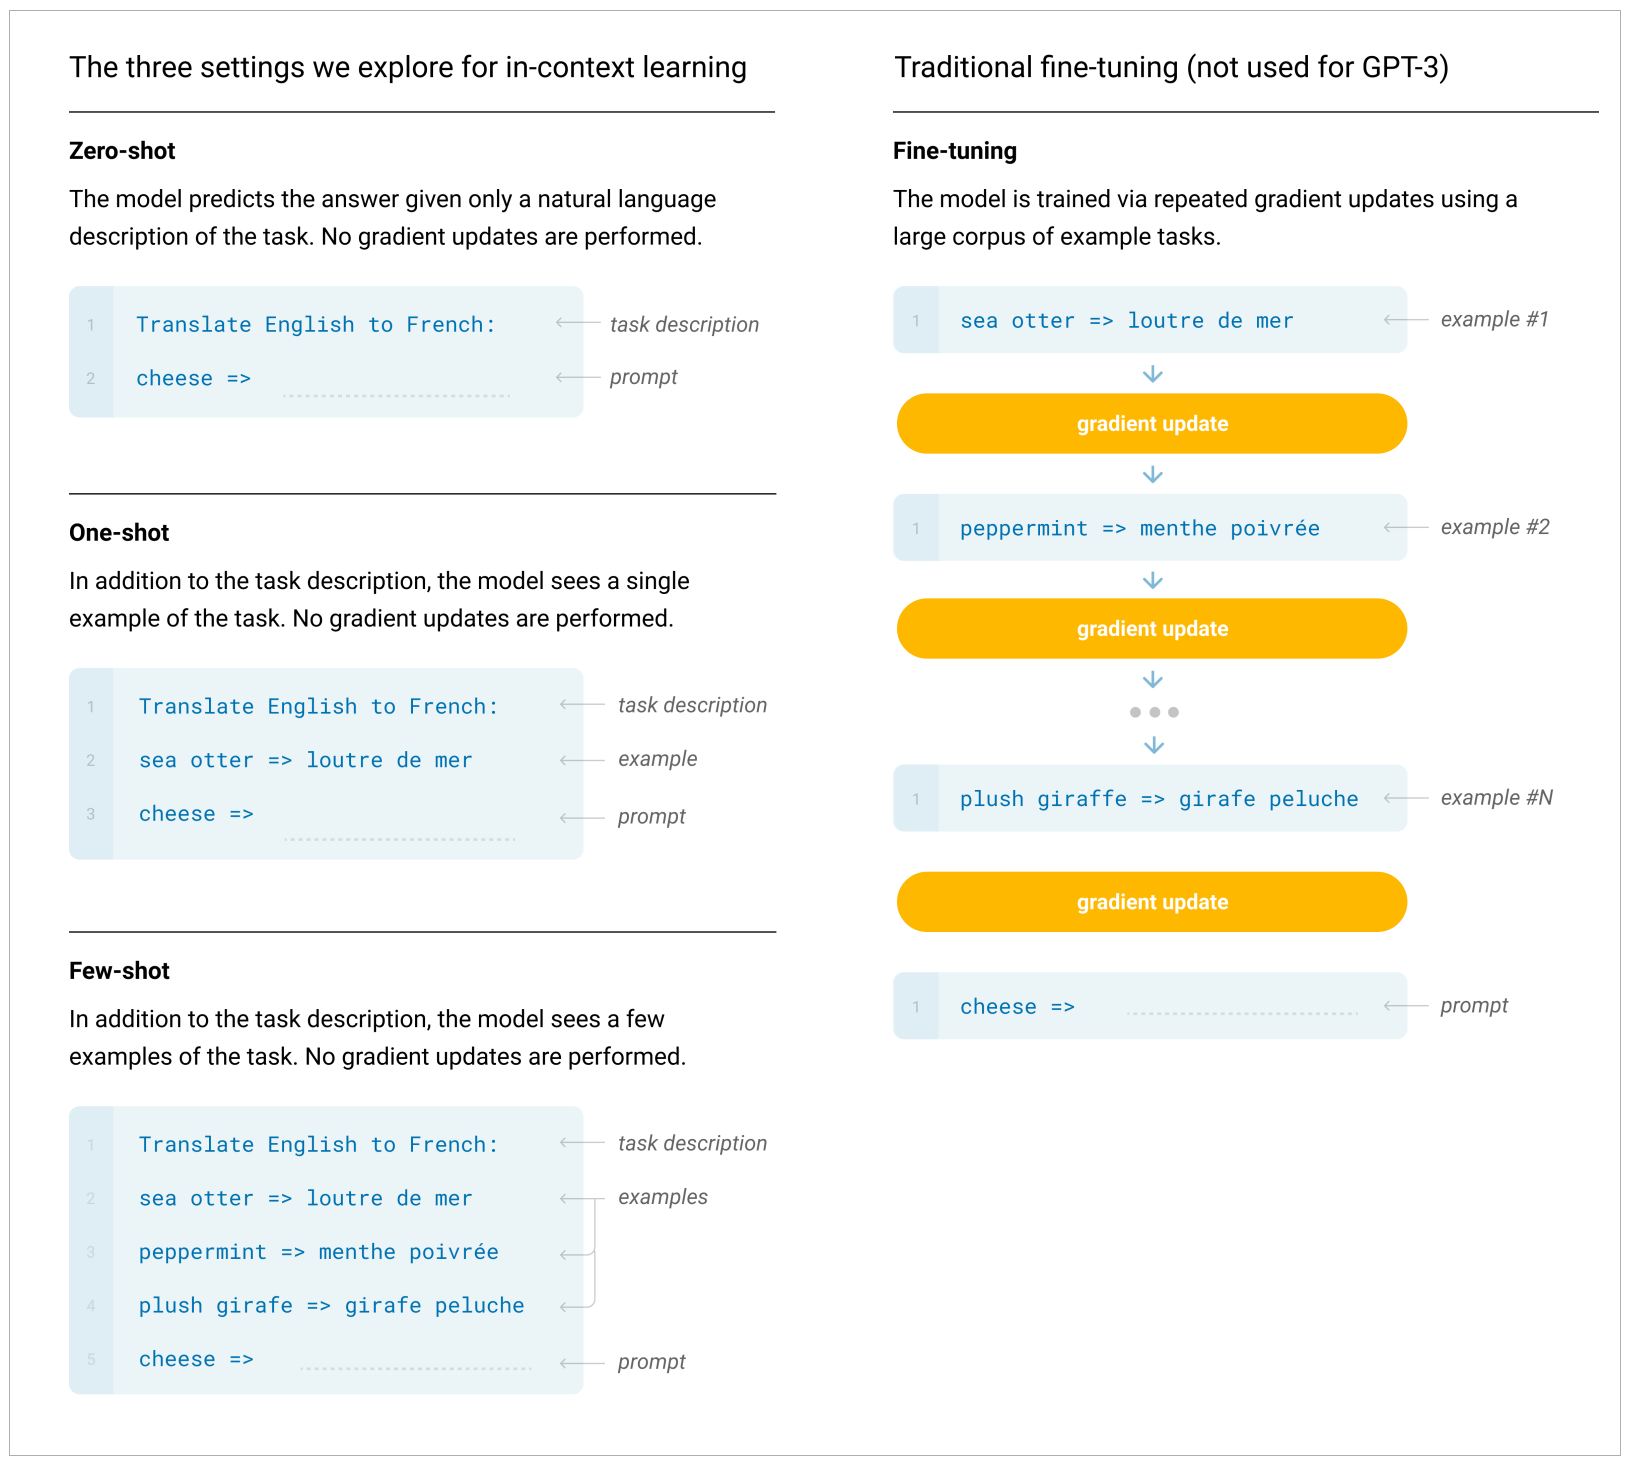 The three settings we explore for in-context learning
Zero-shot
The model predicts the answer given only a natural language
description of the task. No gradient updates are performed.
1 Translate English to French: task description
2 cheese => prompt
One-shot
In addition to the task description, the model sees a single
example of the task. No gradient updates are performed.
1 Translate English to French: task description
2 sea otter => loutre de mer example
3 cheese => prompt
Few-shot
In addition to the task description, the model sees a few
examples of the task. No gradient updates are performed.
1 Translate English to French: task description
2 sea otter => loutre de mer examples
3 peppermint => menthe poivrée
4 plush girafe => girafe peluche
5 cheese => prompt
Traditional fine-tuning (not used for GPT-3)
Fine-tuning
The model is trained via repeated gradient updates using a
large corpus of example tasks.
1 sea otter => loutre de mer example #1
gradient update
1 peppermint => menthe poivrée example #2
gradient update
1 plush giraffe => girafe peluche example #N
gradient update
1 cheese => prompt